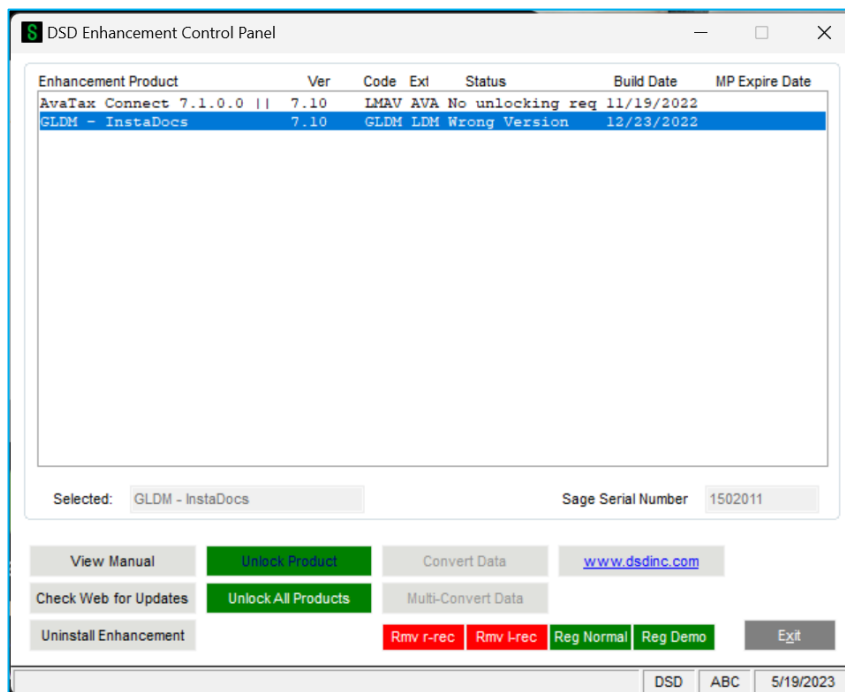 S DSD Enhancement Control Panel
Enhancement Product Ver Code Ext Status Build Date MP Expire Date
AvaTax Connect 7.1.0.0 || 7.10 LMAV AVA No unlocking req 11/19/2022
GLDM - InstaDocs 7.10 GLDM LDM Wrong Version 12/23/2022
Selected: GLDM - InstaDocs Sage Serial Number 1502011
View Manual Unlock Product Convert Data www.dsdinc.com
Check Web for Updates Unlock All Products Multi-Convert Data
Uninstall Enhancement Rmv r-rec Rmv l-rec Reg Normal Reg Demo Exit
DSD ABC 5/19/2023